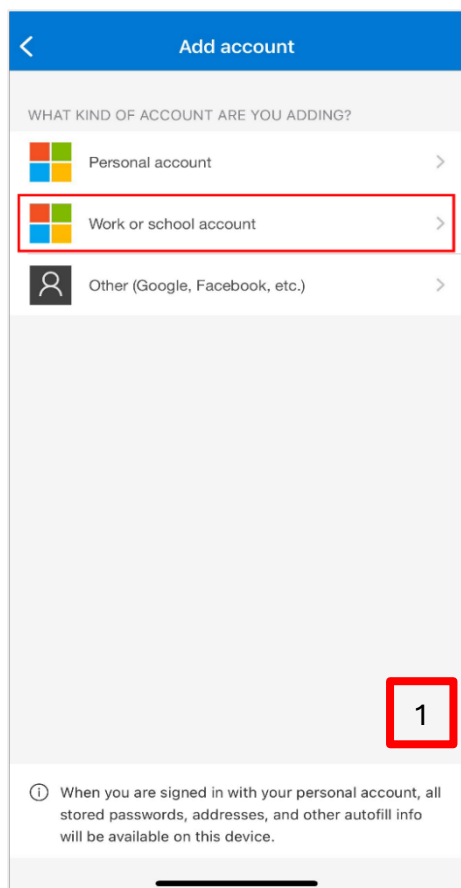 Add account
WHAT KIND OF ACCOUNT ARE YOU ADDING?
Personal account
Work or school account
Other (Google, Facebook, etc.)
1
When you are signed in with your personal account, all
stored passwords, addresses, and other autofill info
will be available on this device.